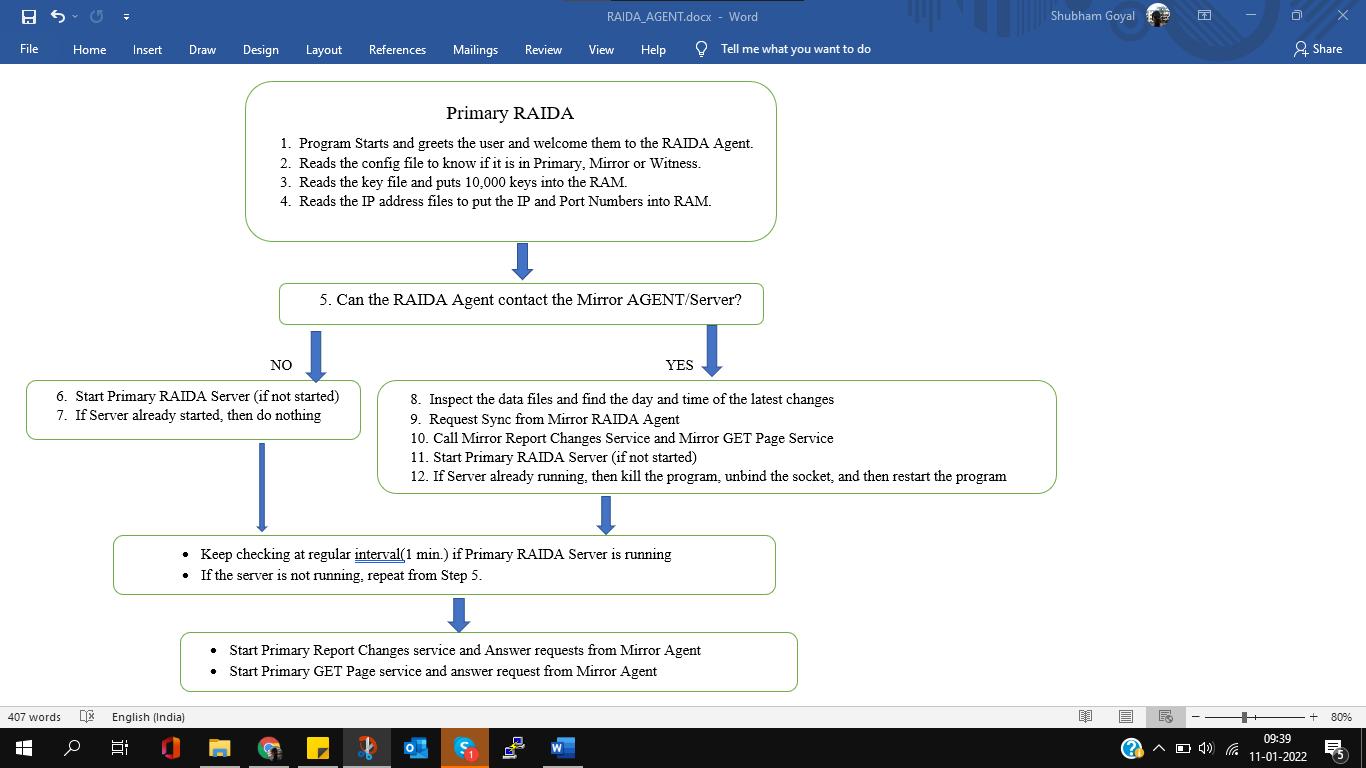 RAIDA_AGENT.docx - Word
Shubham Goyal
File Home Insert Draw Design Layout References Mailings Review View Help Tell me what you want to do Share
Primary RAIDA
1. Program Starts and greets the user and welcome them to the RAIDA Agent.
2. Reads the config file to know if it is in Primary, Mirror or Witness.
3. Reads the key file and puts 10,000 keys into the RAM.
4. Reads the IP address files to put the IP and Port Numbers into RAM.
5. Can the RAIDA Agent contact the Mirror AGENT/Server?
NO
YES
6. Start Primary RAIDA Server (if not started)
7. If Server already started, then do nothing
8. Inspect the data files and find the day and time of the latest changes
9. Request Sync from Mirror RAIDA Agent
10. Call Mirror Report Changes Service and Mirror GET Page Service
11. Start Primary RAIDA Server (if not started)
12. If Server already running, then kill the program, unbind the socket, and then restart the program
• Keep checking at regular interval(1 min.) if Primary RAIDA Server is running
• If the server is not running, repeat from Step 5.
• Start Primary Report Changes service and Answer requests from Mirror Agent
• Start Primary GET Page service and answer request from Mirror Agent
407 words English (India) 80%
09:39
11-01-2022
1
5